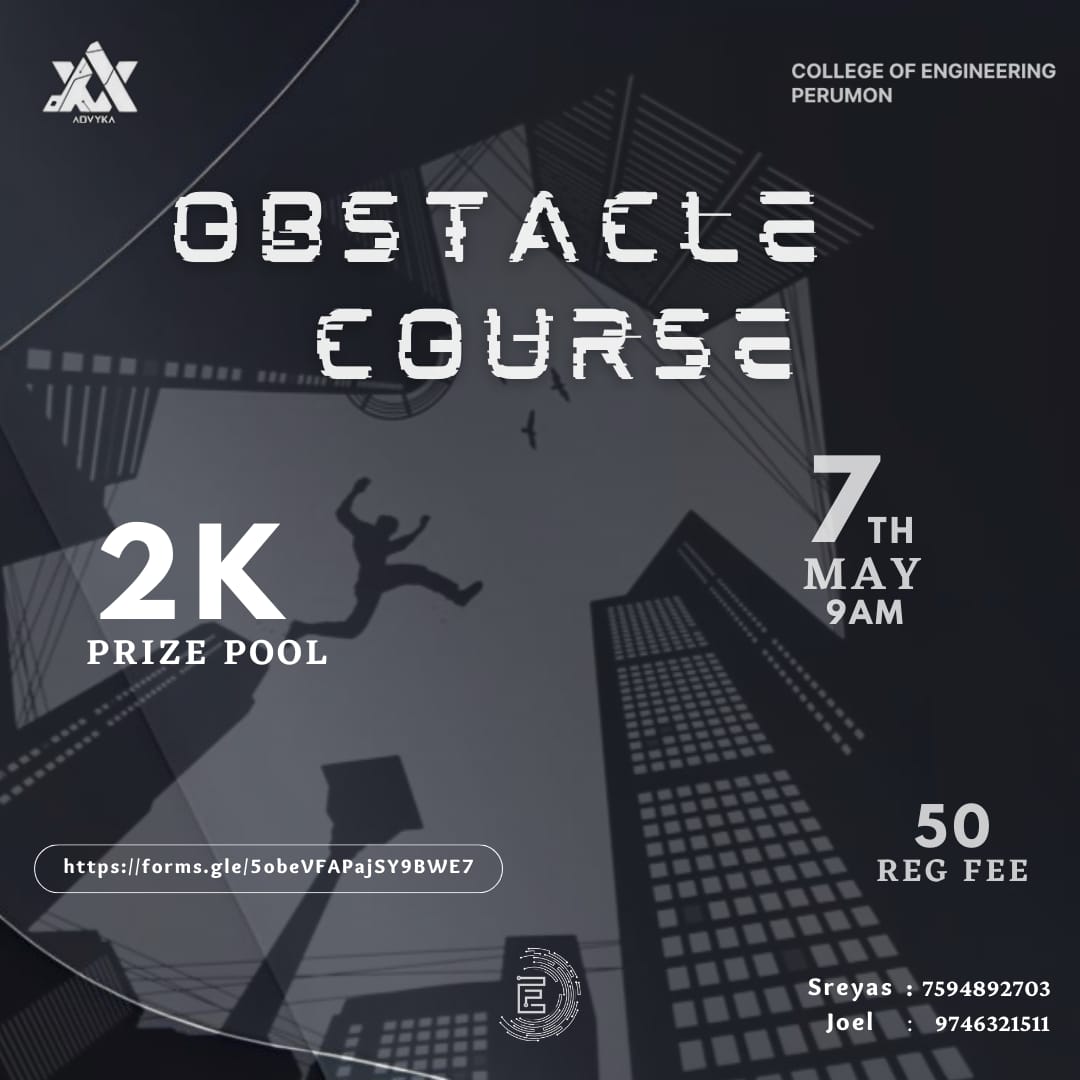 ADVYKA
COLLEGE OF ENGINEERING
PERUMON
OBSTACLE
COURSE
7TH
MAY
9AM
2K
PRIZE POOL
50
REG FEE
https://forms.gle/5obeVFAPajSY9BWE7
E
Sreyas : 7594892703
Joel : 9746321511